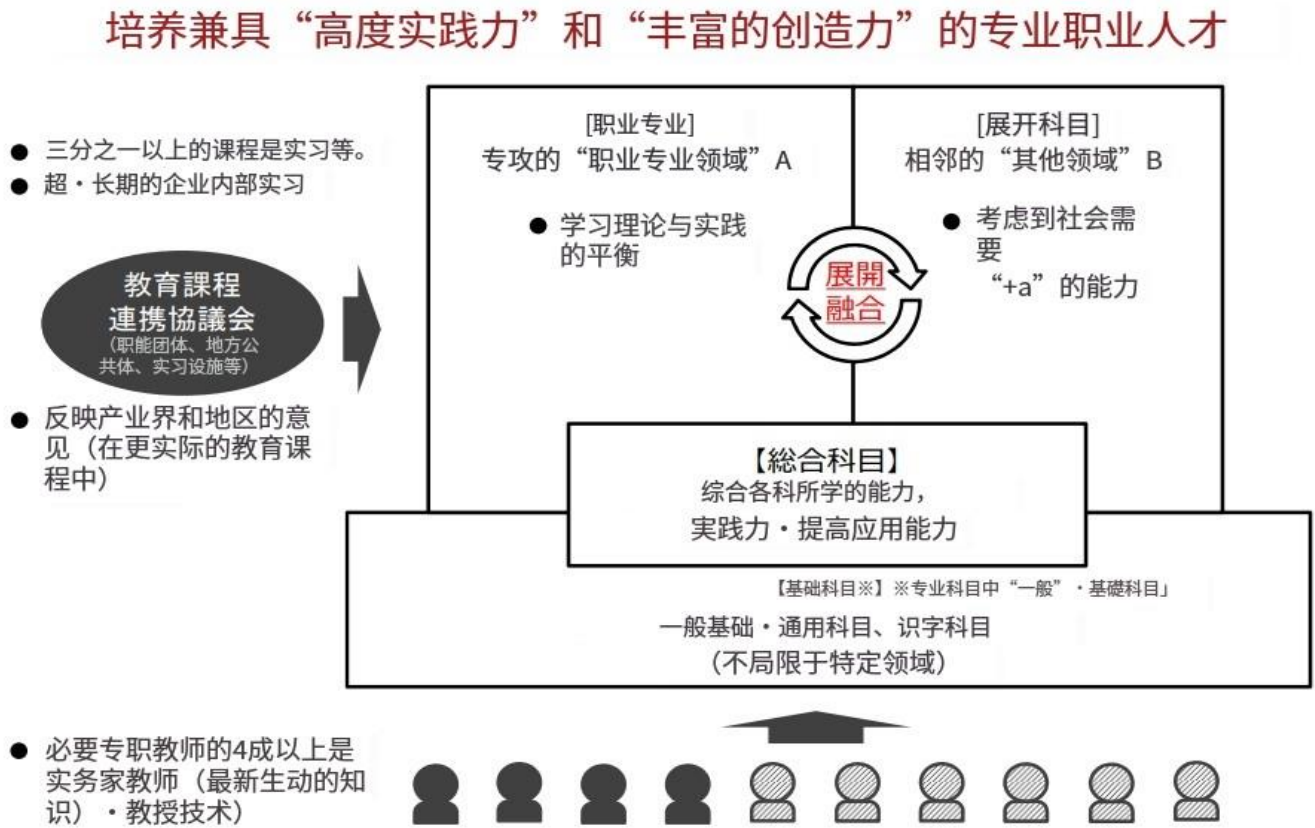 培养兼具“高度实践力”和“丰富的创造力”的专业职业人才
● 三分之一以上的课程是实习等。
● 超・长期的企业内部实习
教育課程
連携協議会
（职能团体、地方公
共体、实习设施等）
● 反映产业界和地区的意
见（在更实际的教育课
程中）
[职业专业]
专攻的“职业专业领域”A
● 学习理论与实践
的平衡
[展开科目]
相邻的“其他领域”B
● 考虑到社会需
要
“+a”的能力
展開
融合
【総合科目】
综合各科所学的能力，
実践力・提高应用能力
【基础科目※】※专业科目中“一般”・基礎科目」
一般基础・通用科目、识字科目
（不局限于特定领域）
● 必要专职教师的4成以上是
实务家教师（最新生动的知
识）・教授技术）